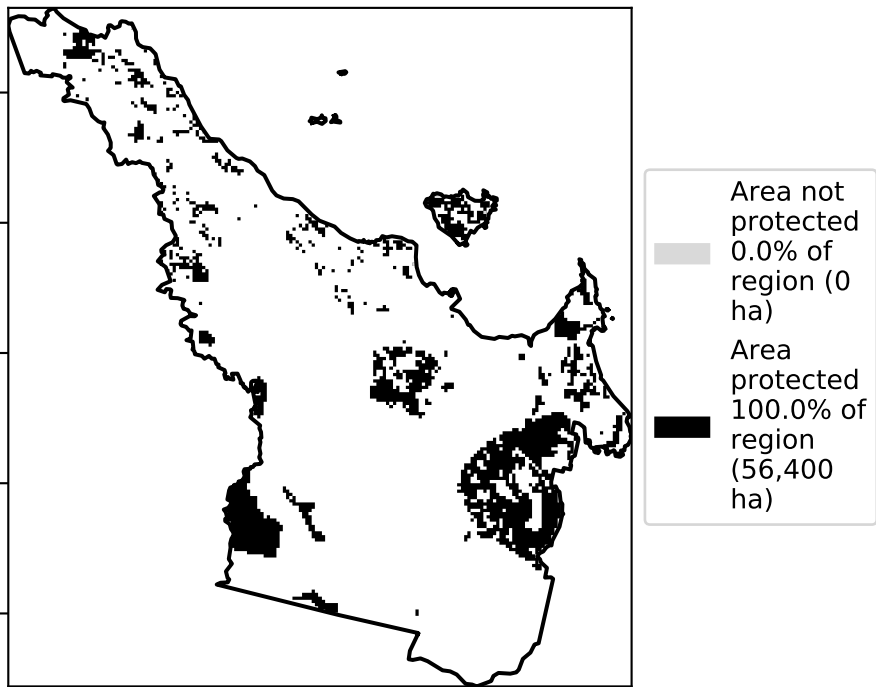 Area not
protected
0.0% of
region (0
ha)
Area
protected
100.0% of
region
(56,400
ha)